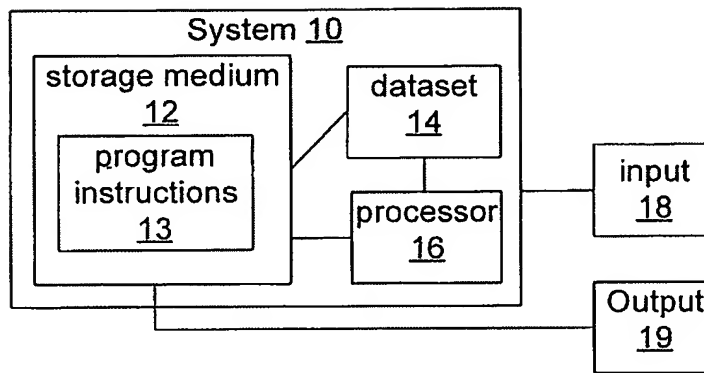 System 10
storage medium
12
program
instructions
13
dataset
14
processor
16
input
18
Output
19